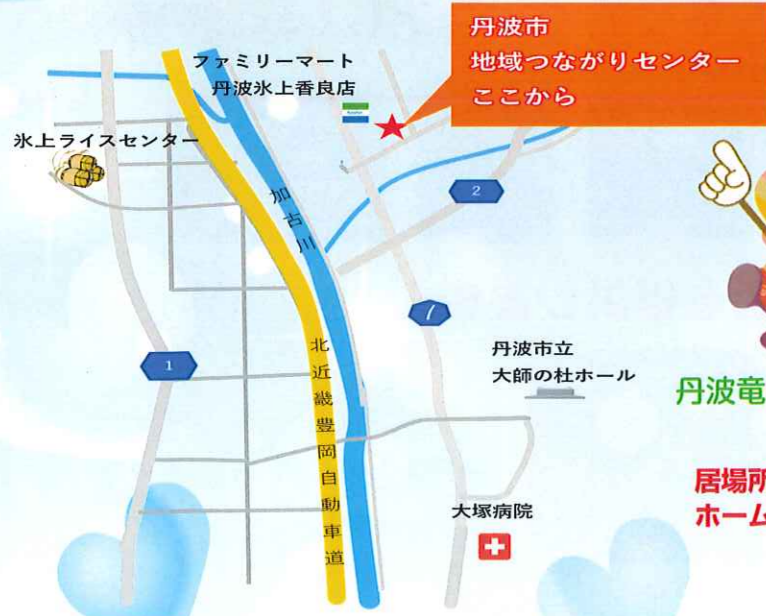 ファミリーマート
丹波氷上香良店
丹波市
地域つながりセンター
ここから
氷上ライスセンター
加古川
2
7
1
北近畿豊岡自動車道
丹波市立
大師の杜ホール
大塚病院
丹波竜
居場所
ホーム